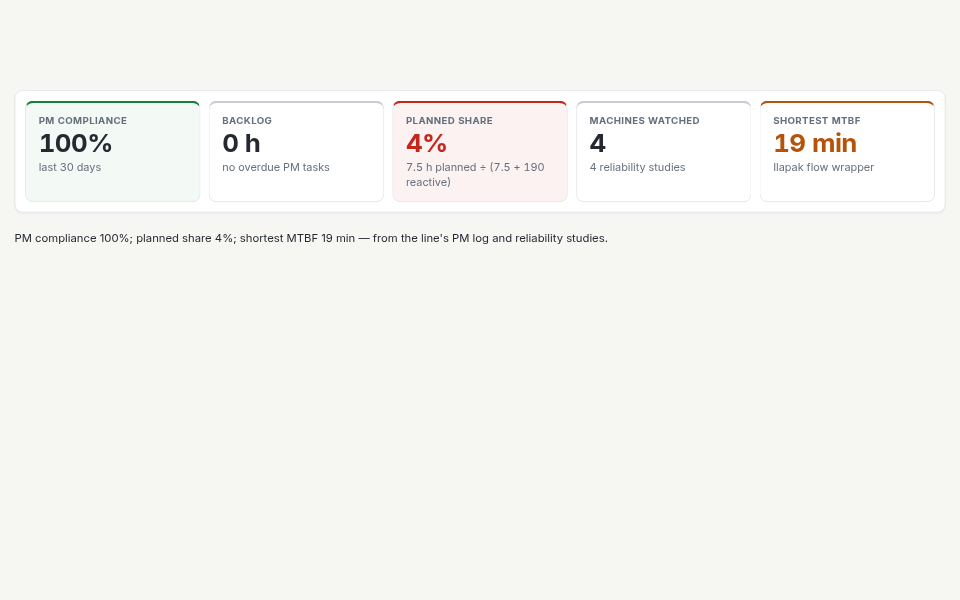 PM COMPLIANCE
100%
last 30 days
BACKLOG
0 h
no overdue PM tasks
PLANNED SHARE
4%
7.5 h planned ÷ (7.5 + 190
reactive)
MACHINES WATCHED
4
4 reliability studies
SHORTEST MTBF
19 min
Ilapak flow wrapper
PM compliance 100%; planned share 4%; shortest MTBF 19 min — from the line's PM log and reliability studies.